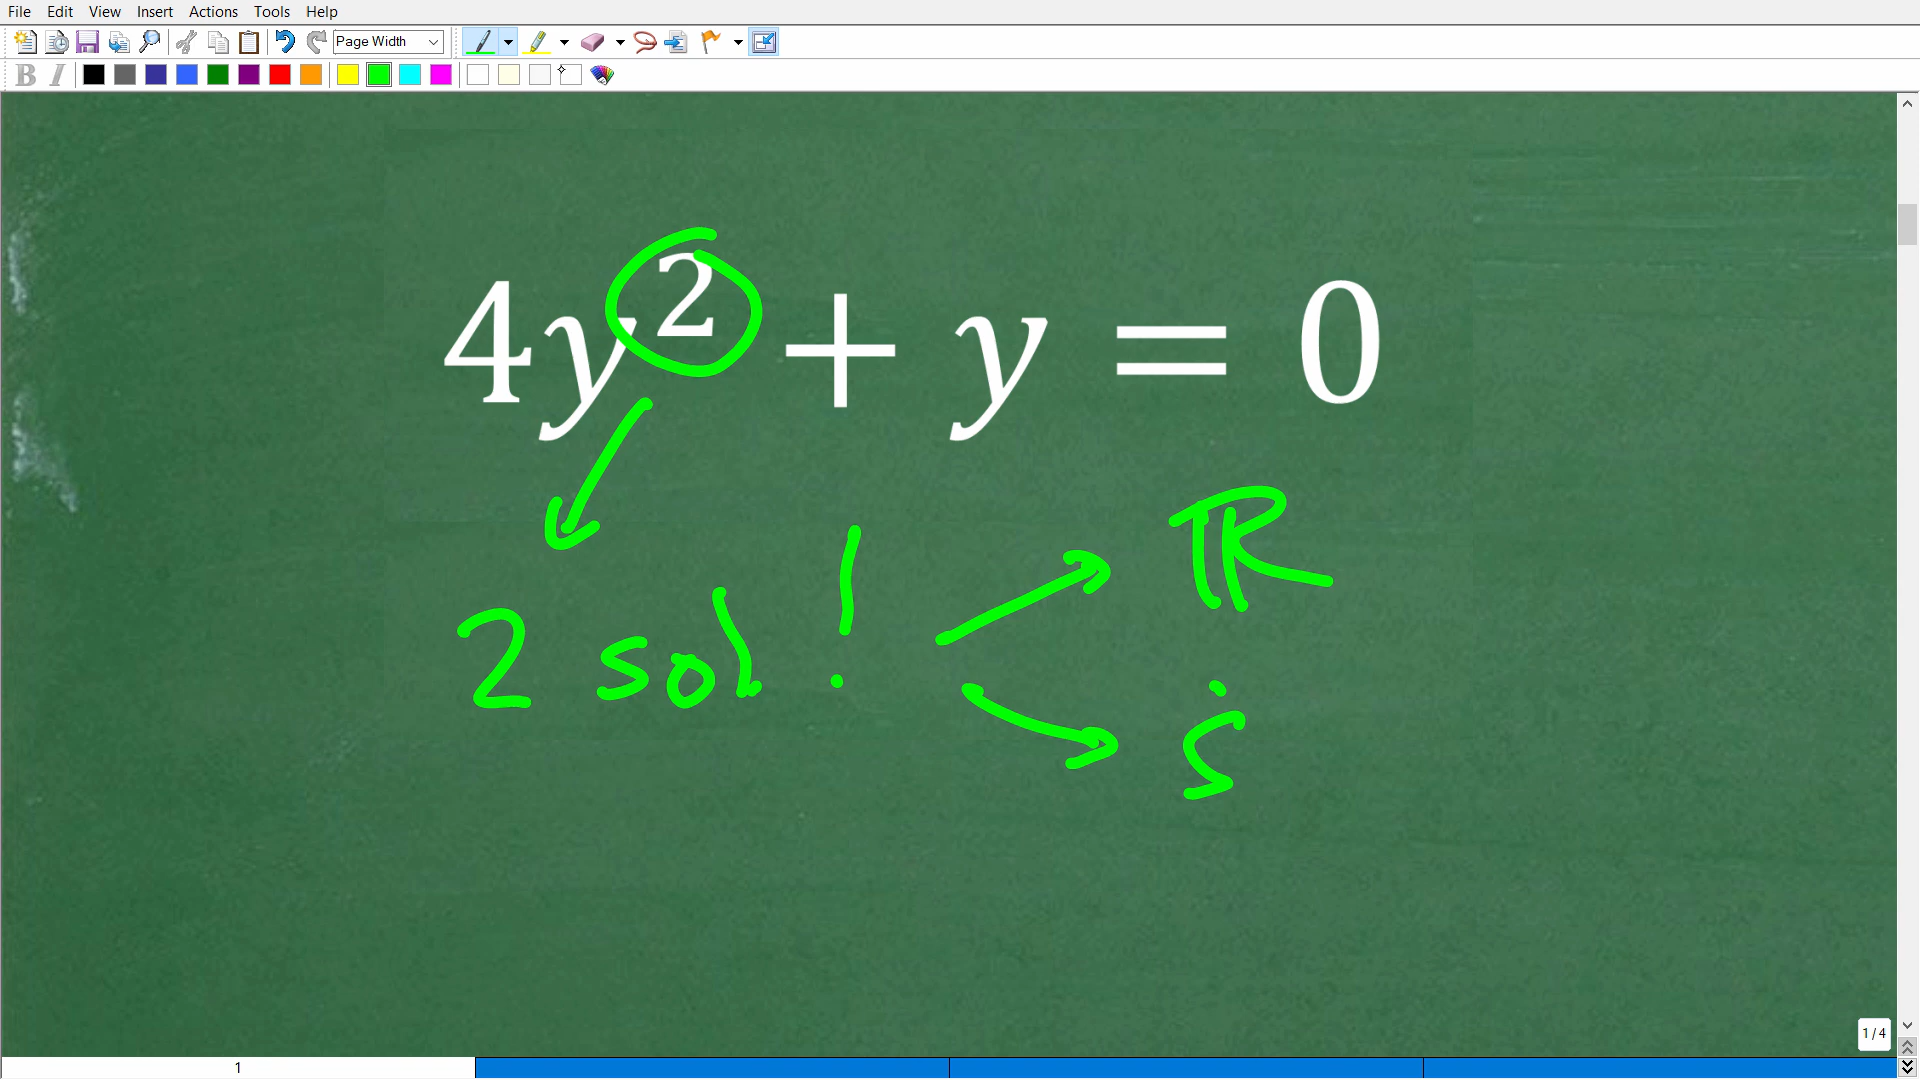 File Edit View Insert Actions Tools Help
Page Width
B I
4y² + y = 0
2 sol! ℝ
i
1 / 4
1